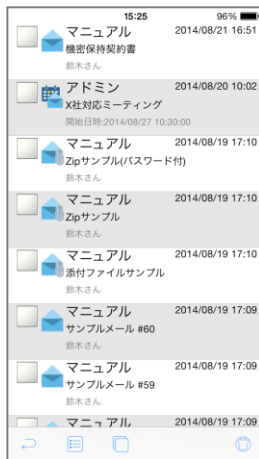 15:25 96%
マニュアル 2014/08/21 16:51
機密保持契約書
鈴木さん
アドミン 2014/08/20 10:02
X社対応ミーティング
開始日時:2014/08/27 10:30:00
マニュアル 2014/08/19 17:10
Zipサンプル(パスワード付)
鈴木さん
マニュアル 2014/08/19 17:10
Zipサンプル
鈴木さん
マニュアル 2014/08/19 17:10
添付ファイルサンプル
鈴木さん
マニュアル 2014/08/19 17:09
サンプルメール #60
鈴木さん
マニュアル 2014/08/19 17:09
サンプルメール #59
鈴木さん
マニュアル 2014/08/19 17:09